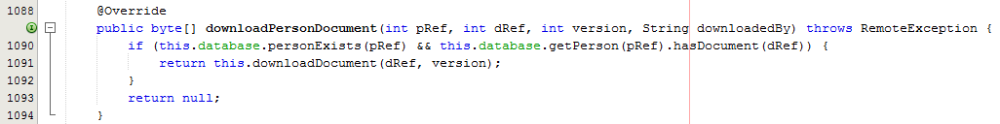 1088 @Override
public byte[] downloadPersonDocument(int pRef, int dRef, int version, String downloadedBy) throws RemoteException {
1090 if (this.database.personExists(pRef) && this.database.getPerson(pRef).hasDocument(dRef)) {
1091 return this.downloadDocument(dRef, version);
1092 }
1093 return null;
1094 }